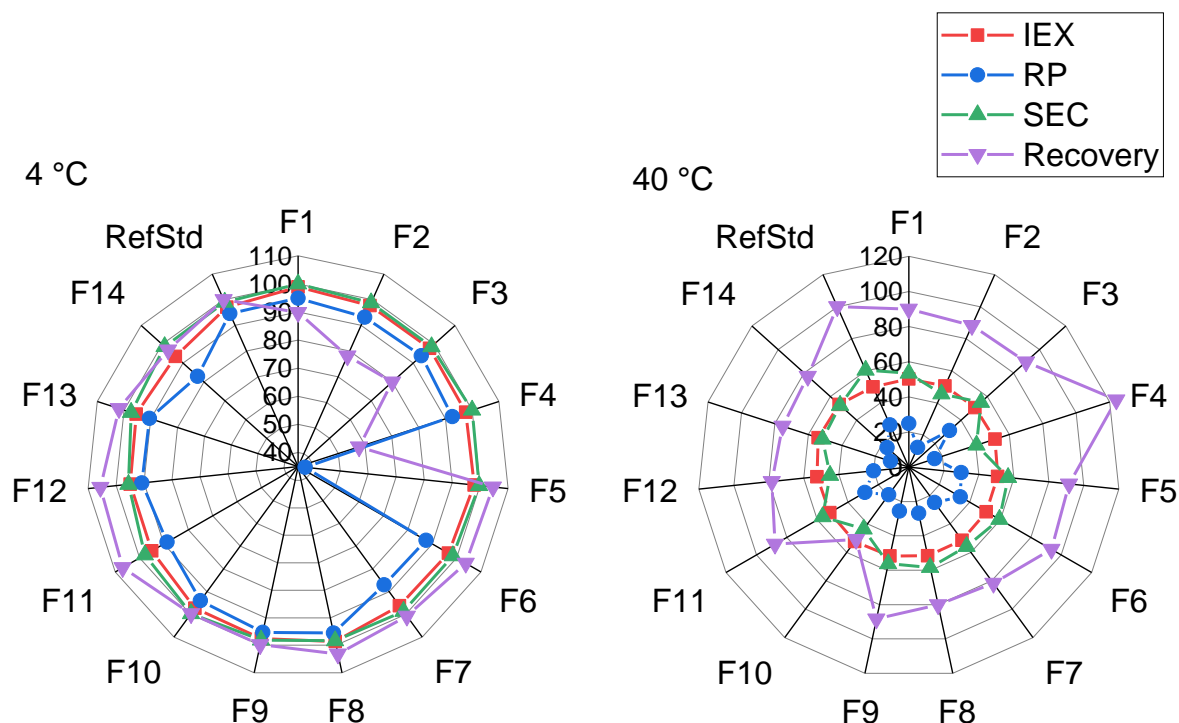 IEX
RP
SEC
Recovery
4 °C
F1
F2
F3
F4
F5
F6
F7
F8
F9
F10
F11
F12
F13
F14
RefStd
110
100
90
80
70
60
50
40
40 °C
F1
F2
F3
F4
F5
F6
F7
F8
F9
F10
F11
F12
F13
F14
RefStd
120
100
80
60
40
20
0